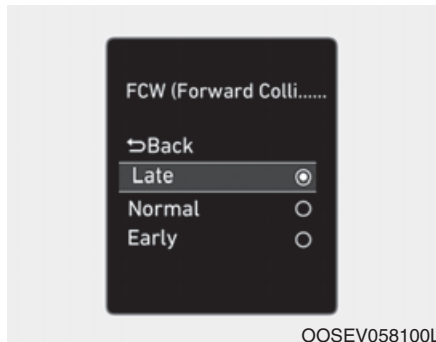 FCW (Forward Colli......
⮌Back
Late
Normal
Early
OOSEV058100L